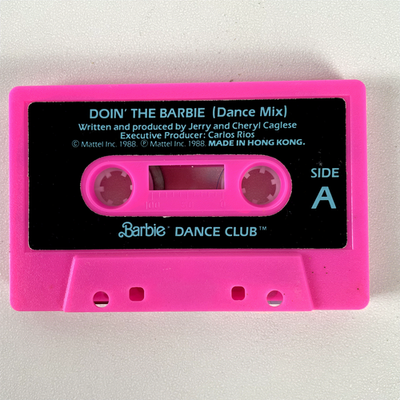 DOIN' THE BARBIE (Dance Mix)
Written and produced by Jerry and Cheryl Caglese
Executive Producer: Carlos Rios
© Mattel Inc. 1988. ℗ Mattel Inc. 1988. MADE IN HONG KONG.
SIDE
A
Barbie® DANCE CLUB™